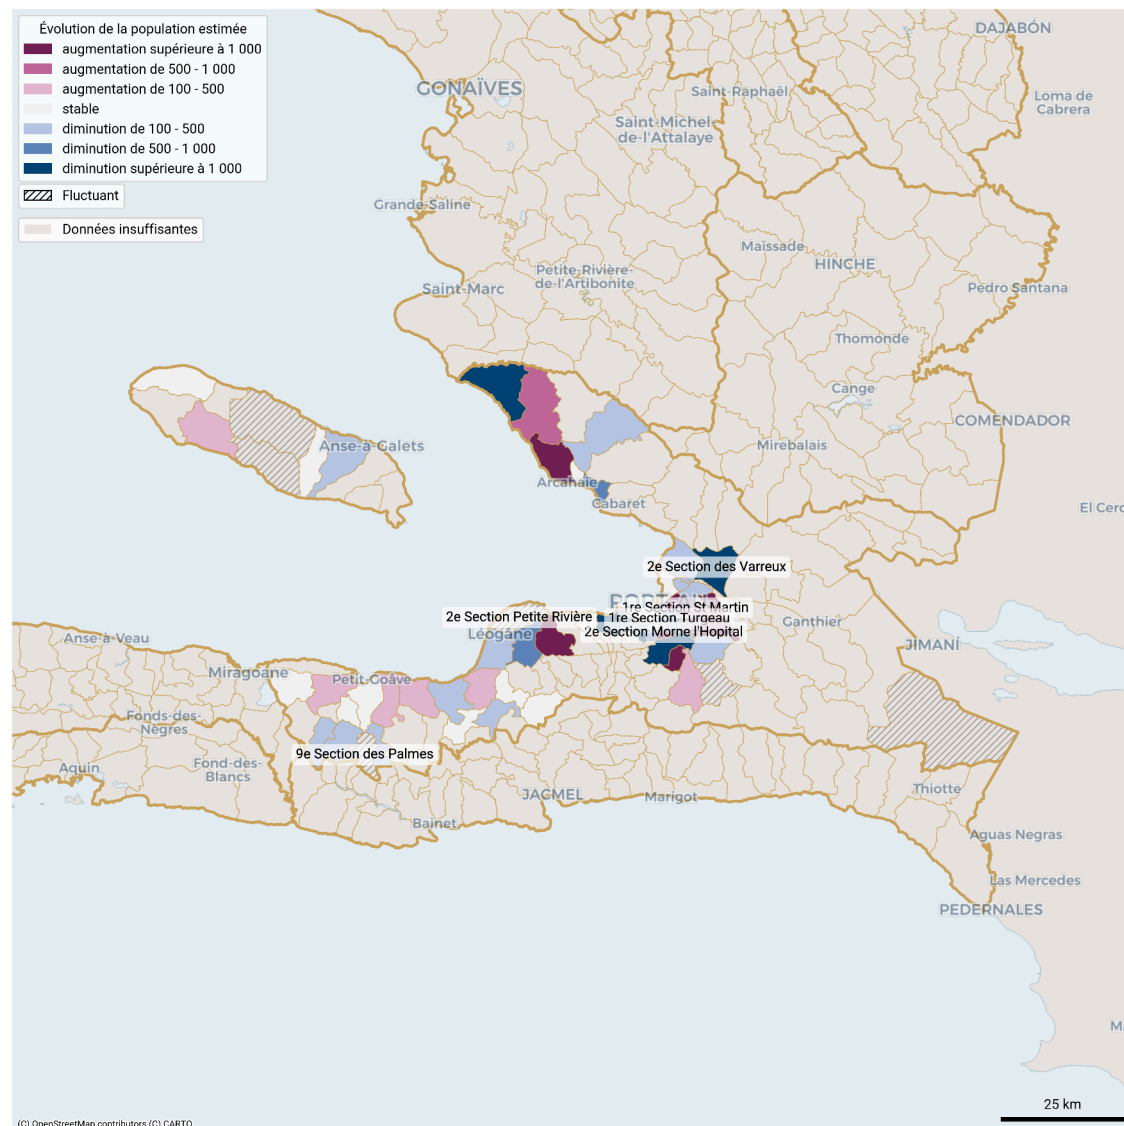 Évolution de la population estimée
augmentation supérieure à 1 000
augmentation de 500 - 1 000
augmentation de 100 - 500
stable
diminution de 100 - 500
diminution de 500 - 1 000
diminution supérieure à 1 000
Fluctuant
Données insuffisantes
DAJABÓN
GONAÏVES
Saint-Raphaël
Loma de
Cabrera
Saint-Michel-
de-l'Attalaye
Grande-Saline
Maïssade
HINCHE
Petite-Rivière-
de-l'Artibonite
Saint-Marc
Pedro Santana
Thomonde
Cange
COMENDADOR
Anse-à-Galets
Mirebalais
Arcahaie
Cabaret
El Cerc
2e Section des Varreux
1re Section St Martin
2e Section Petite Rivière
1re Section Turgeau
Ganthier
2e Section Morne l'Hopital
Léogâne
Anse-à-Veau
JIMANÍ
Miragoane
Petit-Goâve
Fonds-des-
Nègres
9e Section des Palmes
Aquin
Fond-des-
Blancs
JACMEL
Marigot
Thiotte
Bainet
Aguas Negras
Las Mercedes
PEDERNALES
25 km
(C) OpenStreetMap contributors (C) CARTO